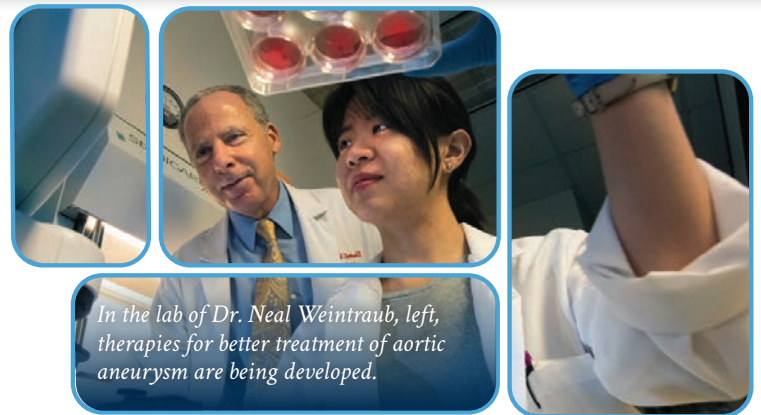 In the lab of Dr. Neal Weintraub, left,
therapies for better treatment of aortic
aneurysm are being developed.